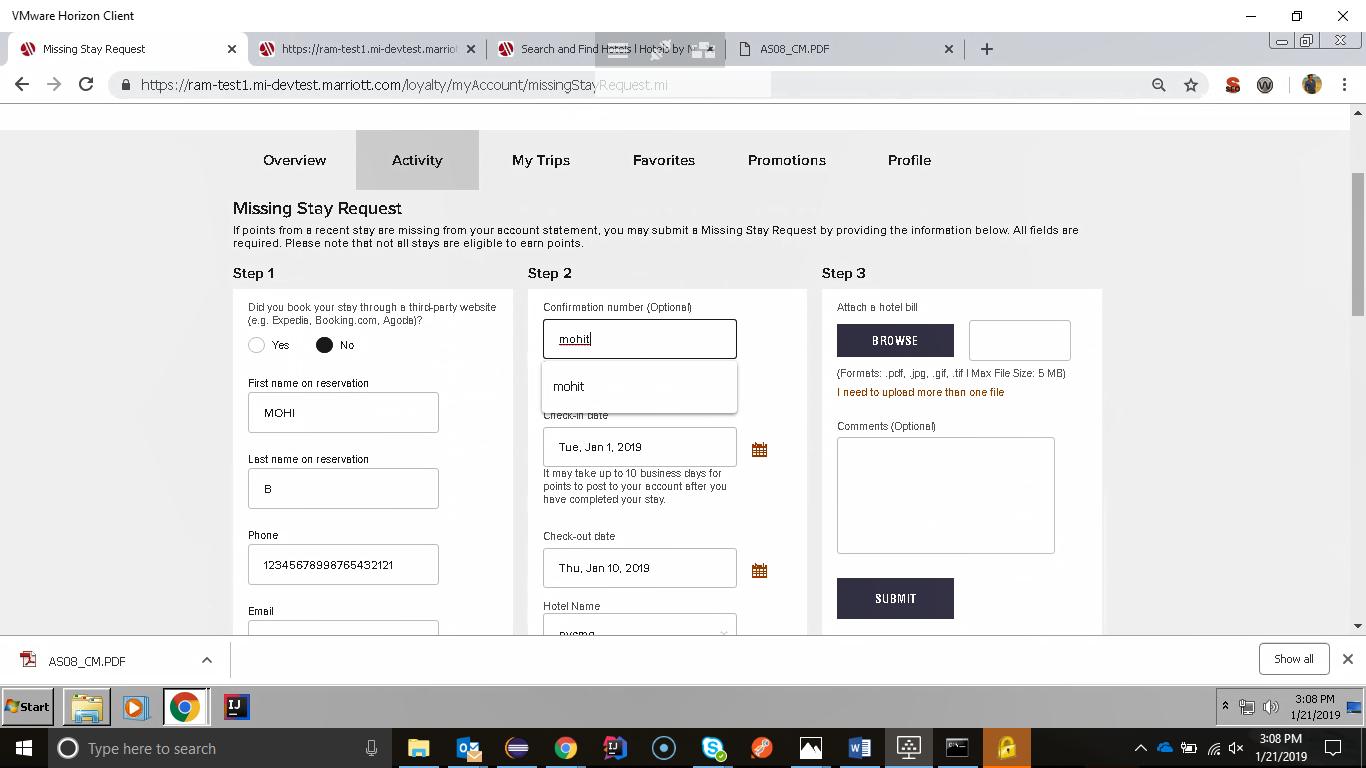 VMware Horizon Client
Missing Stay Request
https://ram-test1.mi-devtest.marriot
Search and Find Hotels | Hotels by M
AS08_CM.PDF
https://ram-test1.mi-devtest.marriott.com/loyalty/myAccount/missingStayRequest.mi
Overview
Activity
My Trips
Favorites
Promotions
Profile
Missing Stay Request
If points from a recent stay are missing from your account statement, you may submit a Missing Stay Request by providing the information below. All fields are
required. Please note that not all stays are eligible to earn points.
Step 1
Did you book your stay through a third-party website
(e.g. Expedia, Booking.com, Agoda)?
Yes
No
First name on reservation
MOHI
Last name on reservation
B
Phone
12345678998765432121
Email
Step 2
Confirmation number (Optional)
mohit
mohit
Check-in date
Tue, Jan 1, 2019
It may take up to 10 business days for
points to post to your account after you
have completed your stay.
Check-out date
Thu, Jan 10, 2019
Hotel Name
Step 3
Attach a hotel bill
BROWSE
(Formats: .pdf, .jpg, .gif, .tif | Max File Size: 5 MB)
I need to upload more than one file
Comments (Optional)
SUBMIT
AS08_CM.PDF
Show all
Start
3:08 PM
1/21/2019
Type here to search
3:08 PM
1/21/2019